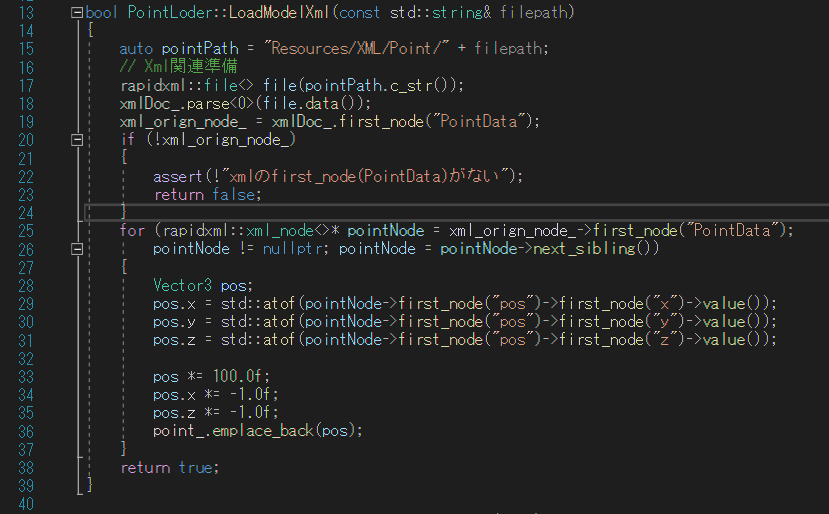 13 bool PointLoder::LoadModelXml(const std::string& filepath)
14 {
15 auto pointPath = "Resources/XML/Point/" + filepath;
16 // Xml関連準備
17 rapidxml::file<> file(pointPath.c_str());
18 xmlDoc_.parse<0>(file.data());
19 xml_orign_node_ = xmlDoc_.first_node("PointData");
20 if (!xml_orign_node_)
21 {
22 assert(!"xmlのfirst_node(PointData)がない");
23 return false;
24 }
25 for (rapidxml::xml_node<>* pointNode = xml_orign_node_->first_node("PointData");
26 pointNode != nullptr; pointNode = pointNode->next_sibling())
27 {
28 Vector3 pos;
29 pos.x = std::atof(pointNode->first_node("pos")->first_node("x")->value());
30 pos.y = std::atof(pointNode->first_node("pos")->first_node("y")->value());
31 pos.z = std::atof(pointNode->first_node("pos")->first_node("z")->value());
32
33 pos *= 100.0f;
34 pos.x *= -1.0f;
35 pos.z *= -1.0f;
36 point_.emplace_back(pos);
37 }
38 return true;
39 }
40